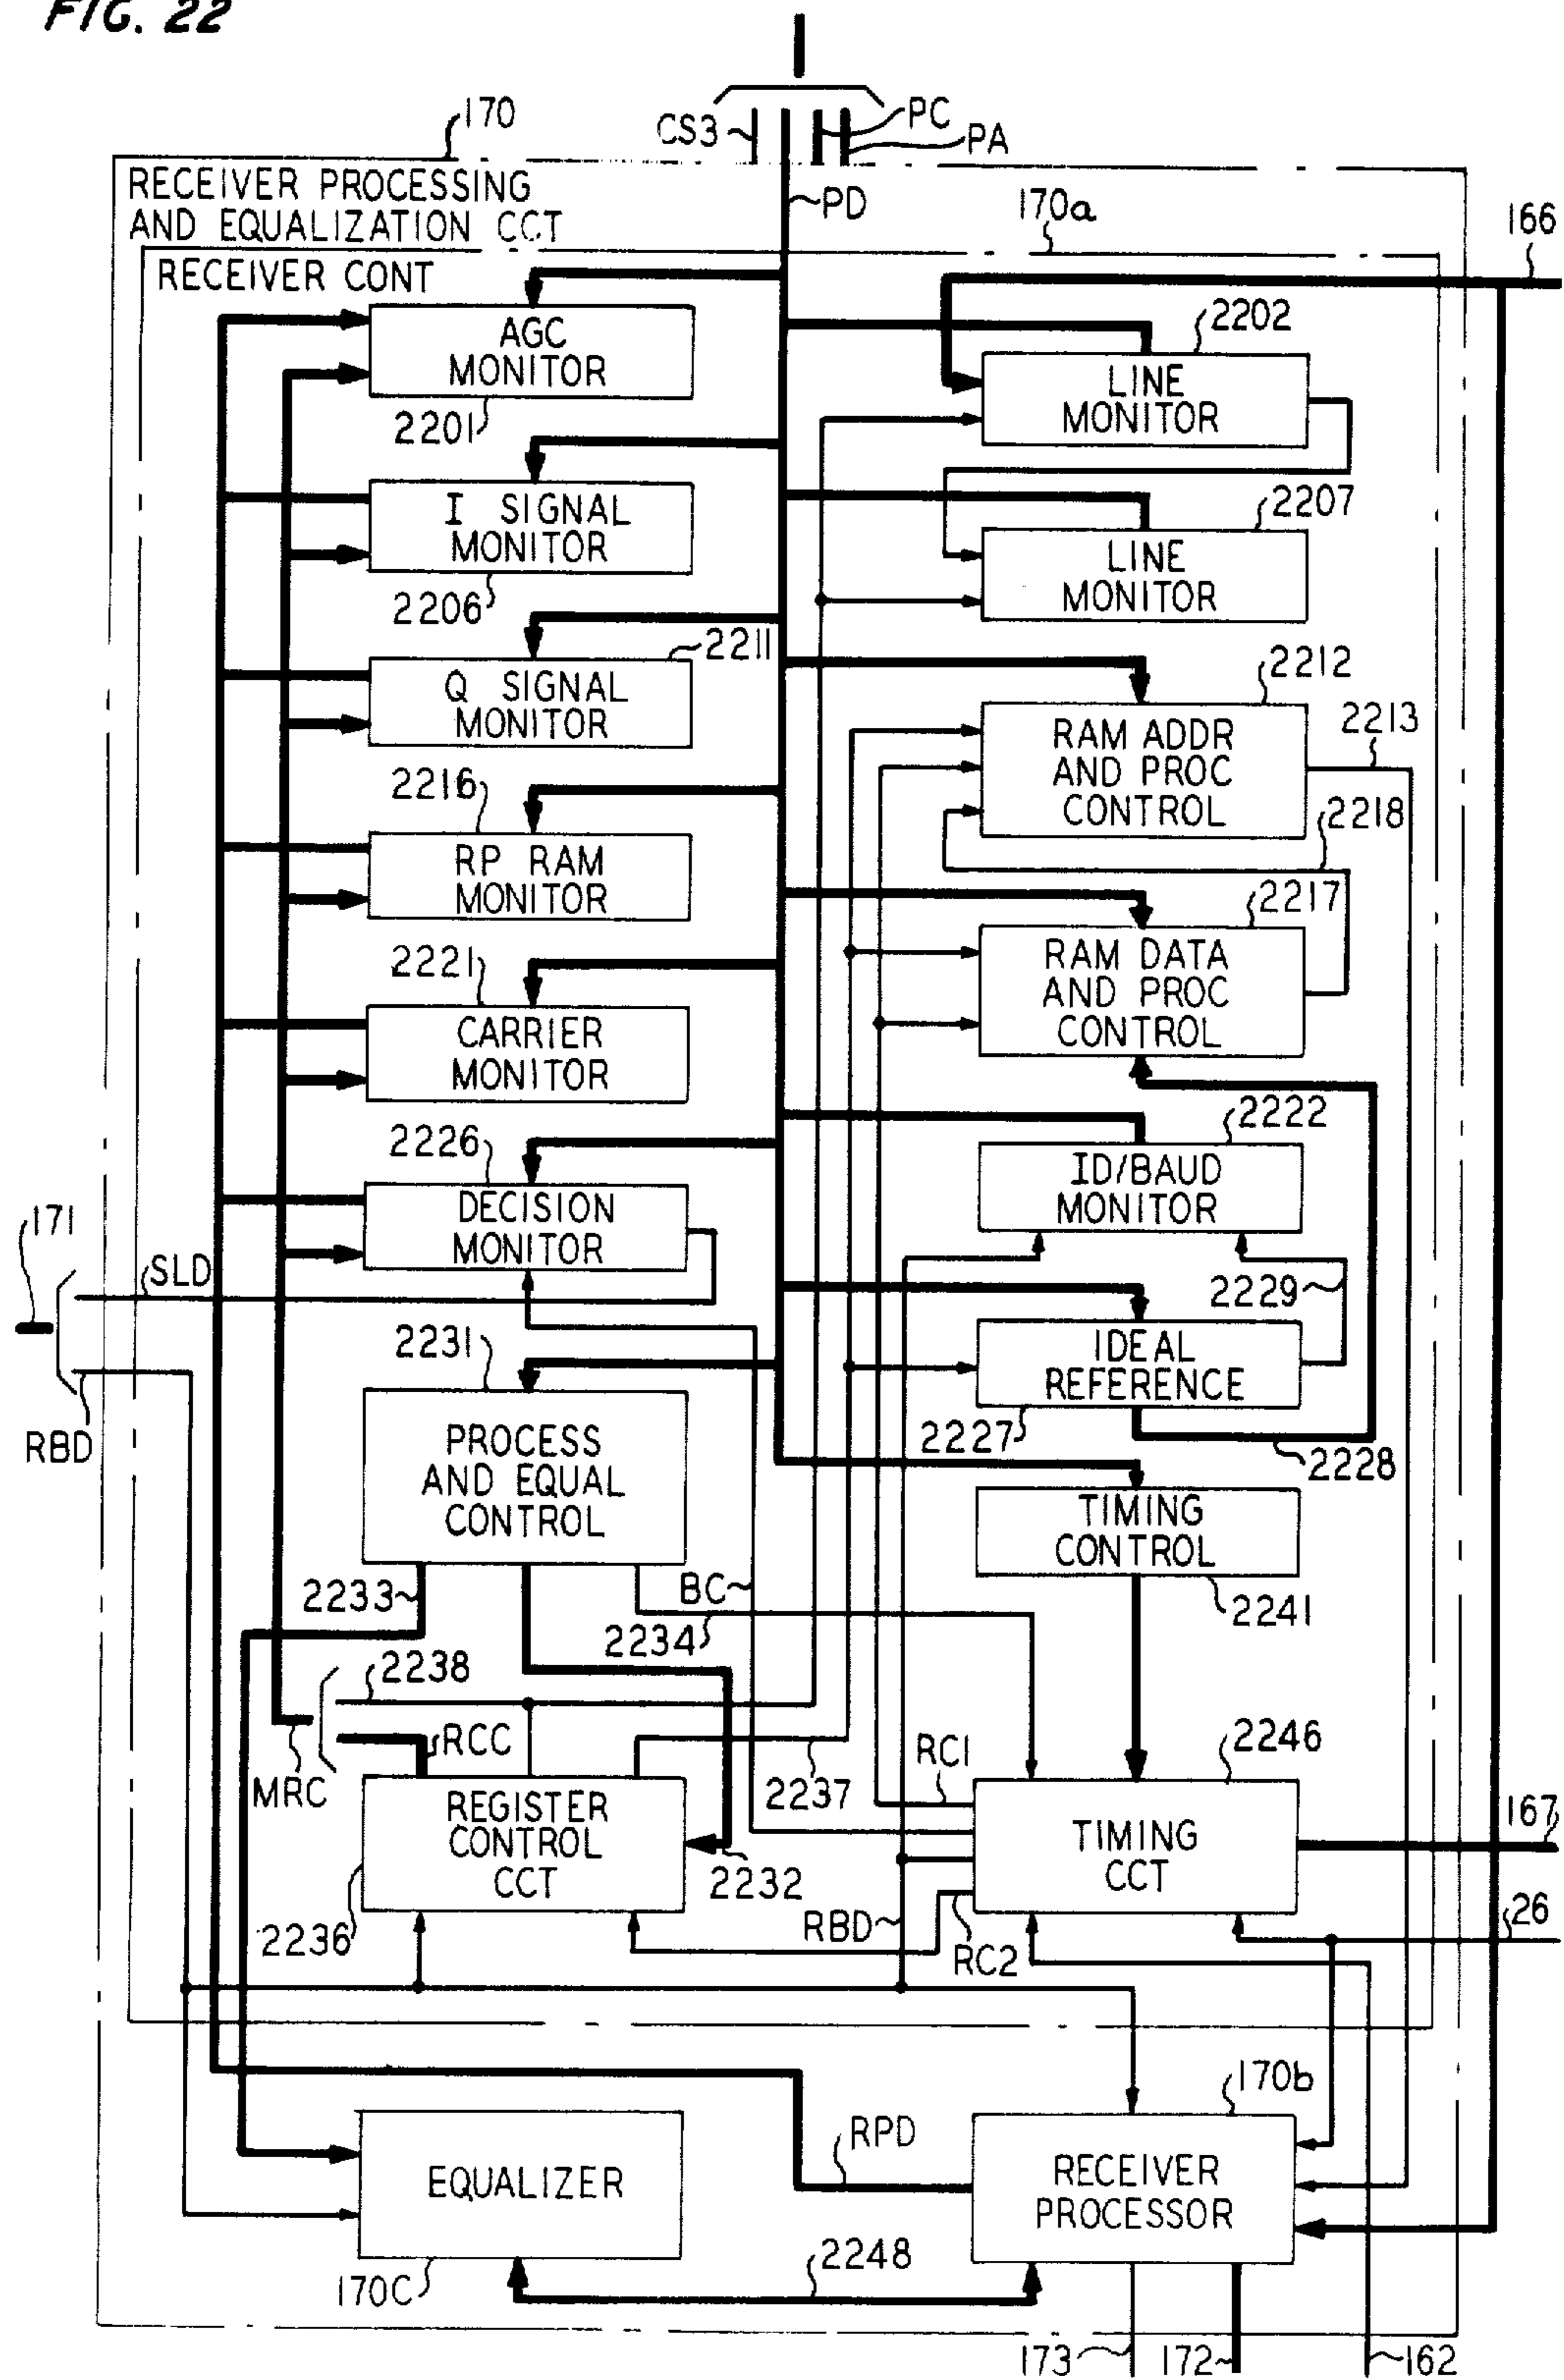 FIG. 22
170
CS3
PC
PA
RECEIVER PROCESSING
AND EQUALIZATION CCT
PD
170a
166
RECEIVER CONT
AGC
MONITOR
2201
2202
LINE
MONITOR
I SIGNAL
MONITOR
2206
2207
LINE
MONITOR
2211
Q SIGNAL
MONITOR
2212
RAM ADDR
AND PROC
CONTROL
2213
2218
2216
RP RAM
MONITOR
2217
RAM DATA
AND PROC
CONTROL
2221
CARRIER
MONITOR
2222
ID/BAUD
MONITOR
2226
DECISION
MONITOR
171
SLD
2229
RBD
2231
PROCESS
AND EQUAL
CONTROL
IDEAL
REFERENCE
2227
2228
TIMING
CONTROL
2241
2233
BC
2234
2238
MRC
RCC
2237
RC1
2246
REGISTER
CONTROL
CCT
2236
2232
TIMING
CCT
167
RBD
RC2
26
170b
RPD
EQUALIZER
170C
RECEIVER
PROCESSOR
2248
173
172
162